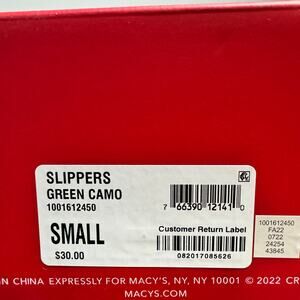 SLIPPERS
GREEN CAMO
1001612450
7 66390 12141 0
SMALL
$30.00
Customer Return Label
082017085626
1001612450
FA22
0722
24254
43845
GN CHINA EXPRESSLY FOR MACY'S, NY, NY 10001 © 2022 CR
MACYS.COM